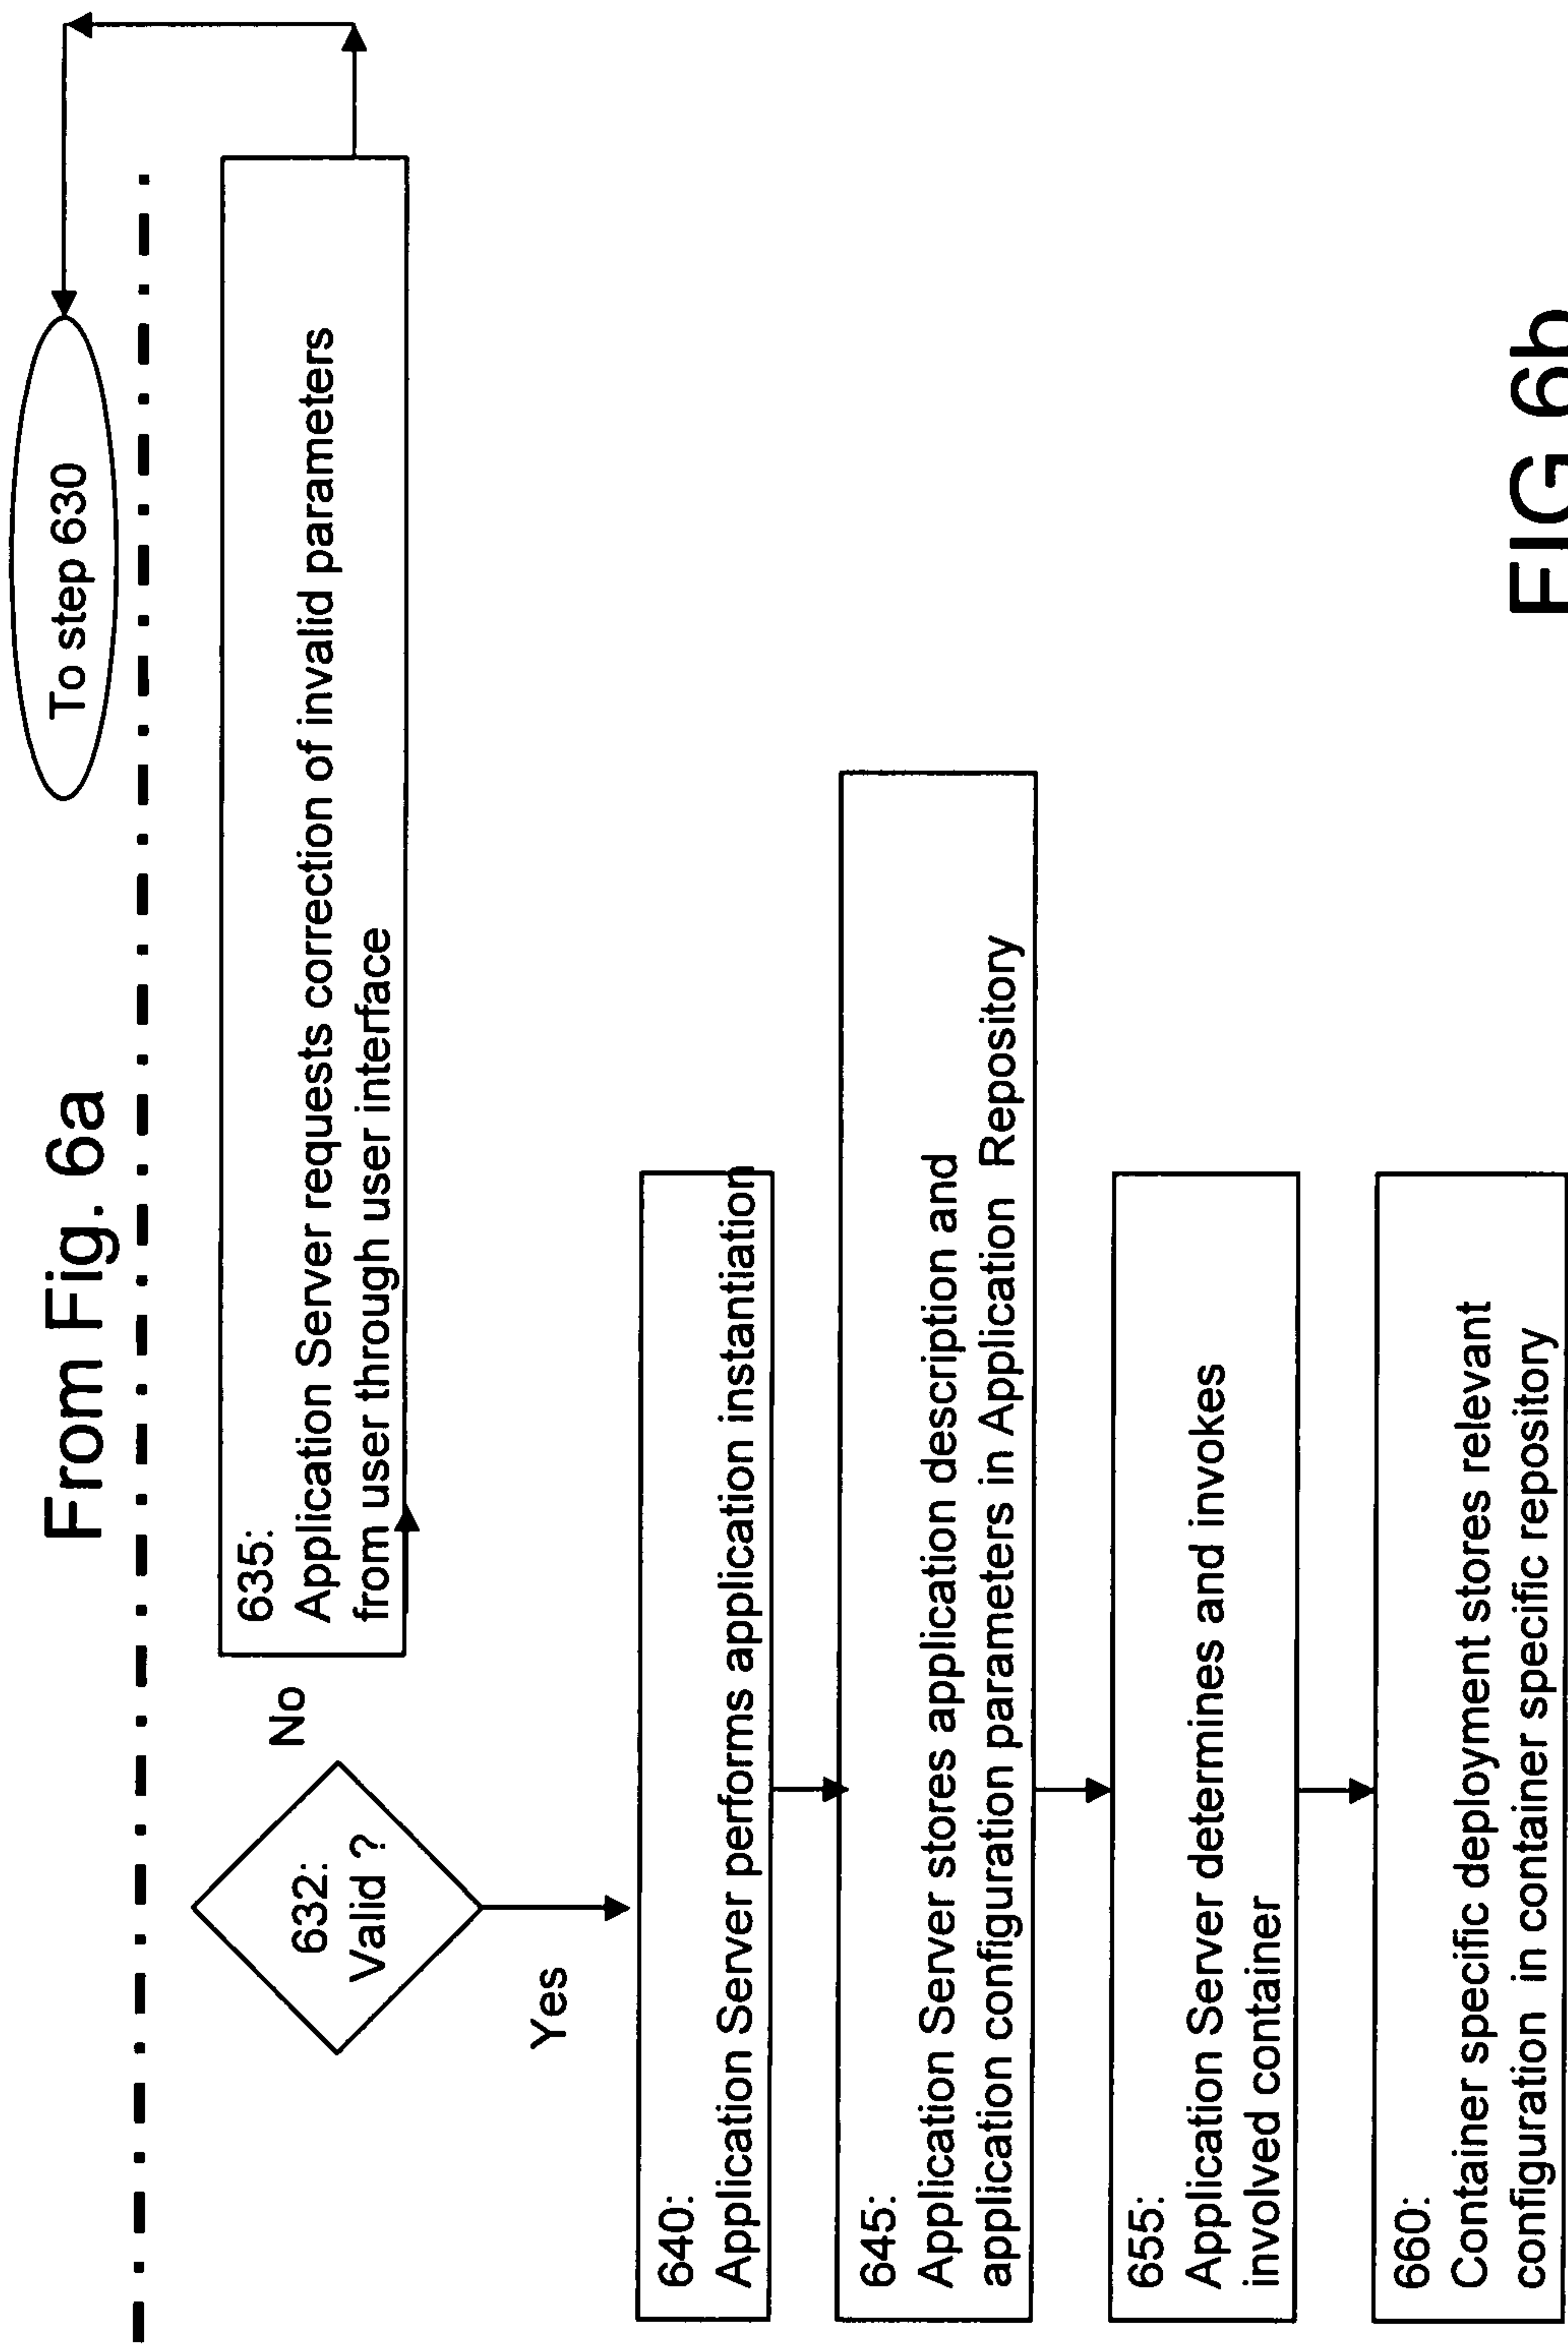 From Fig. 6a
To step 630
632:
Valid ?
No
Yes
635:
Application Server requests correction of invalid parameters
from user through user interface
640:
Application Server performs application instantiation
645:
Application Server stores application description and
application configuration parameters in Application Repository
655:
Application Server determines and invokes
involved container
660:
Container specific deployment stores relevant
configuration in container specific repository
FIG 6b